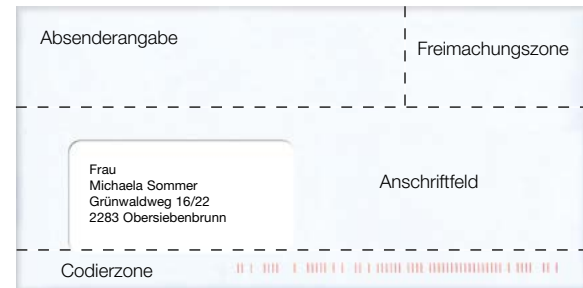 Absenderangabe
Freimachungszone
Frau
Michaela Sommer
Grünwaldweg 16/22
2283 Obersiebenbrunn
Anschriftfeld
Codierzone